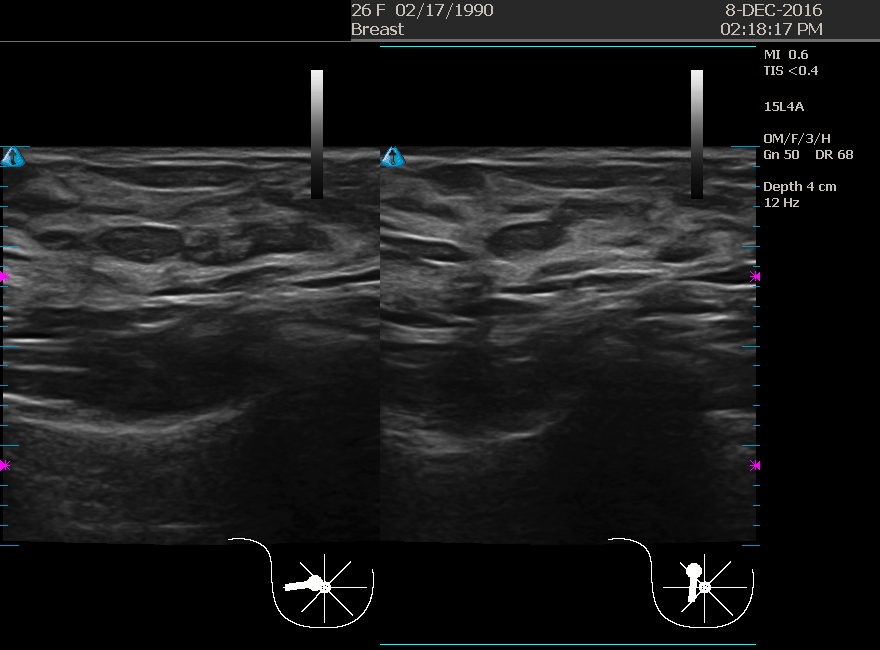 26 F 02/17/1990
8-DEC-2016
Breast
02:18:17 PM
MI 0.6
TIS <0.4
15L4A
OM/F/3/H
Gn 50 DR 68
Depth 4 cm
12 Hz